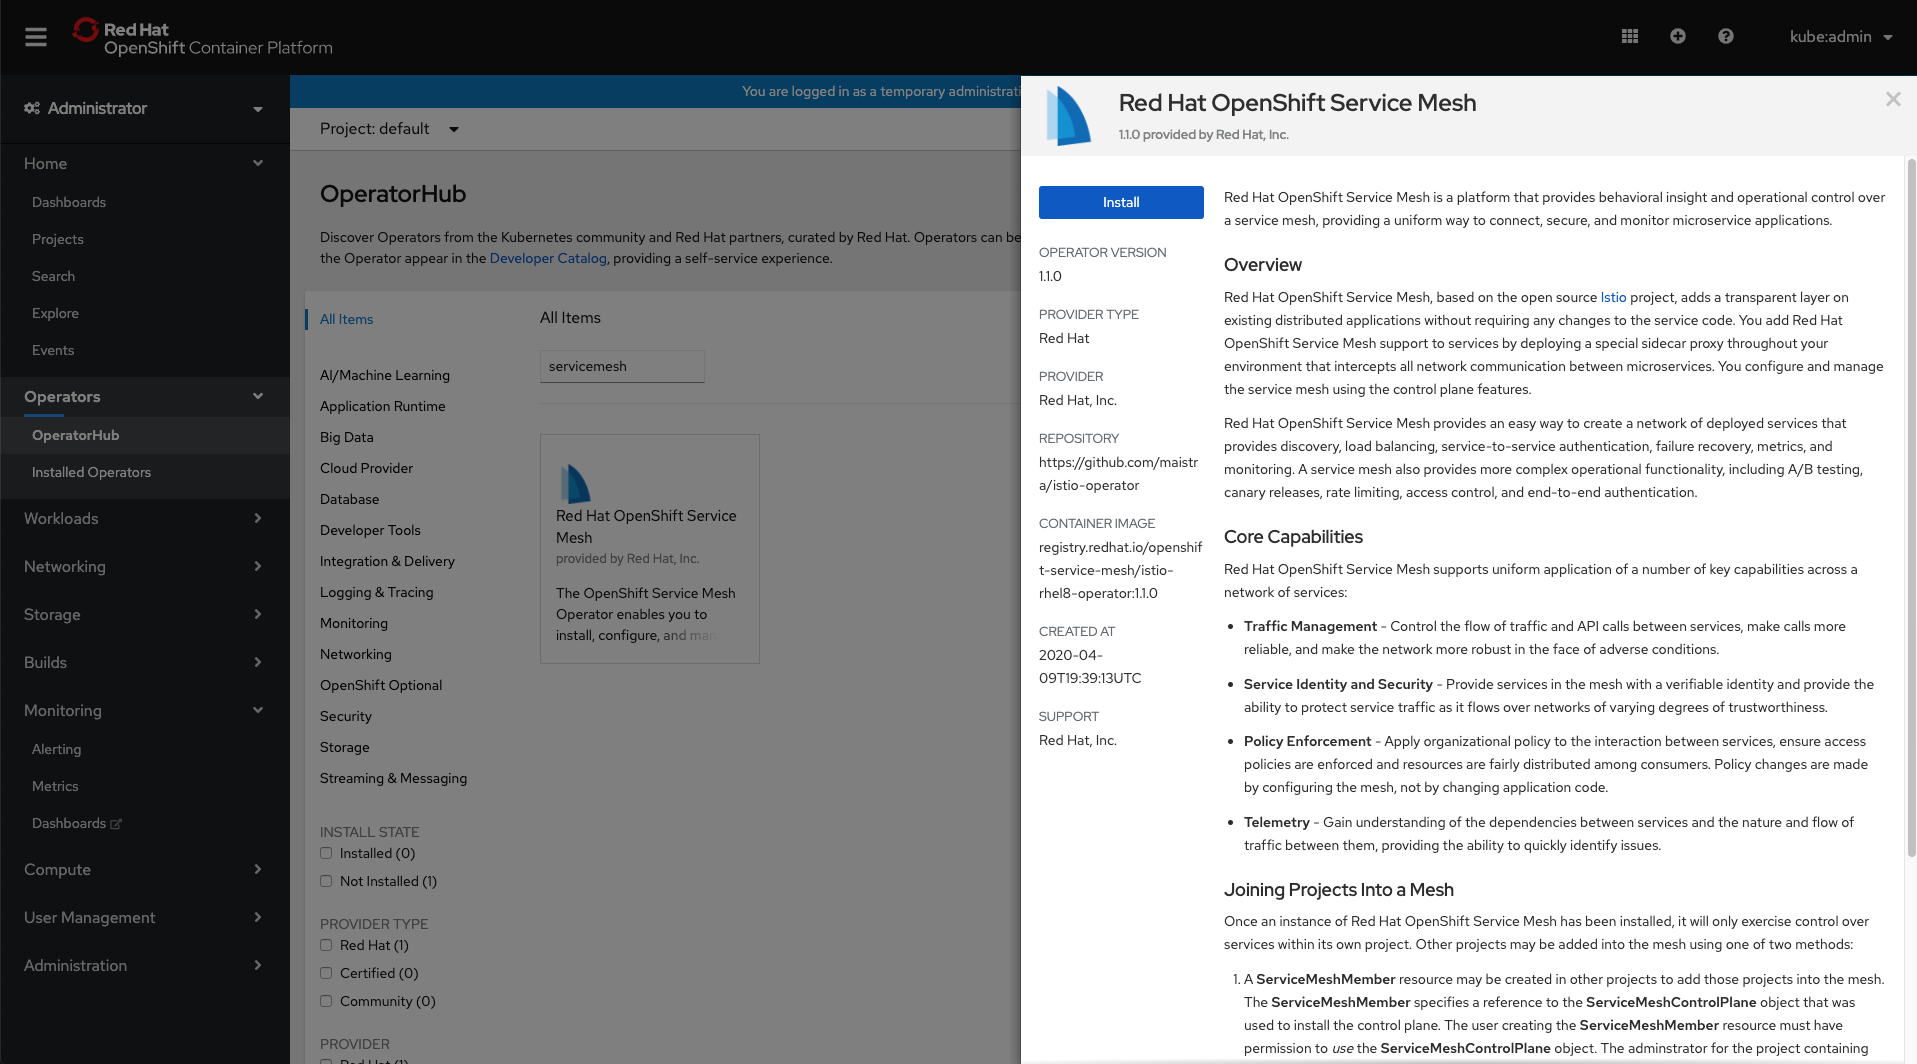 Red Hat
OpenShift Container Platform
kube:admin
Administrator
Home
Dashboards
Projects
Search
Explore
Events
Operators
OperatorHub
Installed Operators
Workloads
Networking
Storage
Builds
Monitoring
Alerting
Metrics
Dashboards
Compute
User Management
Administration
You are logged in as a temporary administrati
Project: default
OperatorHub
Discover Operators from the Kubernetes community and Red Hat partners, curated by Red Hat. Operators can be
the Operator appear in the Developer Catalog, providing a self-service experience.
All Items
AI/Machine Learning
Application Runtime
Big Data
Cloud Provider
Database
Developer Tools
Integration & Delivery
Logging & Tracing
Monitoring
Networking
OpenShift Optional
Security
Storage
Streaming & Messaging
INSTALL STATE
Installed (0)
Not Installed (1)
PROVIDER TYPE
Red Hat (1)
Certified (0)
Community (0)
PROVIDER
Red Hat (1)
All Items
servicemesh
Red Hat OpenShift Service
Mesh
provided by Red Hat, Inc.
The OpenShift Service Mesh
Operator enables you to
install, configure, and man
Red Hat OpenShift Service Mesh
1.1.0 provided by Red Hat, Inc.
Install
OPERATOR VERSION
1.1.0
PROVIDER TYPE
Red Hat
PROVIDER
Red Hat, Inc.
REPOSITORY
https://github.com/maistr
a/istio-operator
CONTAINER IMAGE
registry.redhat.io/openshif
t-service-mesh/istio-
rhel8-operator:1.1.0
CREATED AT
2020-04-
09T19:39:13UTC
SUPPORT
Red Hat, Inc.
Red Hat OpenShift Service Mesh is a platform that provides behavioral insight and operational control over
a service mesh, providing a uniform way to connect, secure, and monitor microservice applications.
Overview
Red Hat OpenShift Service Mesh, based on the open source Istio project, adds a transparent layer on
existing distributed applications without requiring any changes to the service code. You add Red Hat
OpenShift Service Mesh support to services by deploying a special sidecar proxy throughout your
environment that intercepts all network communication between microservices. You configure and manage
the service mesh using the control plane features.
Red Hat OpenShift Service Mesh provides an easy way to create a network of deployed services that
provides discovery, load balancing, service-to-service authentication, failure recovery, metrics, and
monitoring. A service mesh also provides more complex operational functionality, including A/B testing,
canary releases, rate limiting, access control, and end-to-end authentication.
Core Capabilities
Red Hat OpenShift Service Mesh supports uniform application of a number of key capabilities across a
network of services:
• Traffic Management - Control the flow of traffic and API calls between services, make calls more
reliable, and make the network more robust in the face of adverse conditions.
• Service Identity and Security - Provide services in the mesh with a verifiable identity and provide the
ability to protect service traffic as it flows over networks of varying degrees of trustworthiness.
• Policy Enforcement - Apply organizational policy to the interaction between services, ensure access
policies are enforced and resources are fairly distributed among consumers. Policy changes are made
by configuring the mesh, not by changing application code.
• Telemetry - Gain understanding of the dependencies between services and the nature and flow of
traffic between them, providing the ability to quickly identify issues.
Joining Projects Into a Mesh
Once an instance of Red Hat OpenShift Service Mesh has been installed, it will only exercise control over
services within its own project. Other projects may be added into the mesh using one of two methods:
1. A ServiceMeshMember resource may be created in other projects to add those projects into the mesh.
The ServiceMeshMember specifies a reference to the ServiceMeshControlPlane object that was
used to install the control plane. The user creating the ServiceMeshMember resource must have
permission to use the ServiceMeshControlPlane object. The adminstrator for the project containing